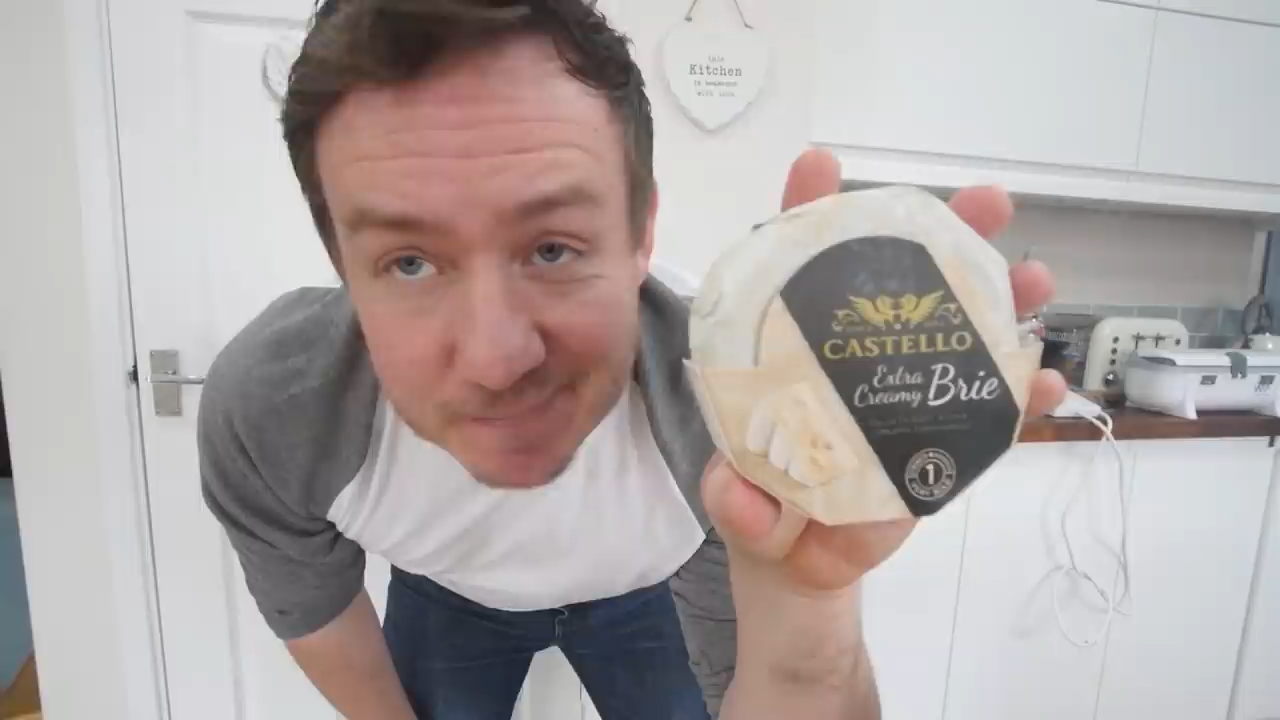 this
Kitchen
is seasoned
with love
CASTELLO
Extra
Creamy Brie
1